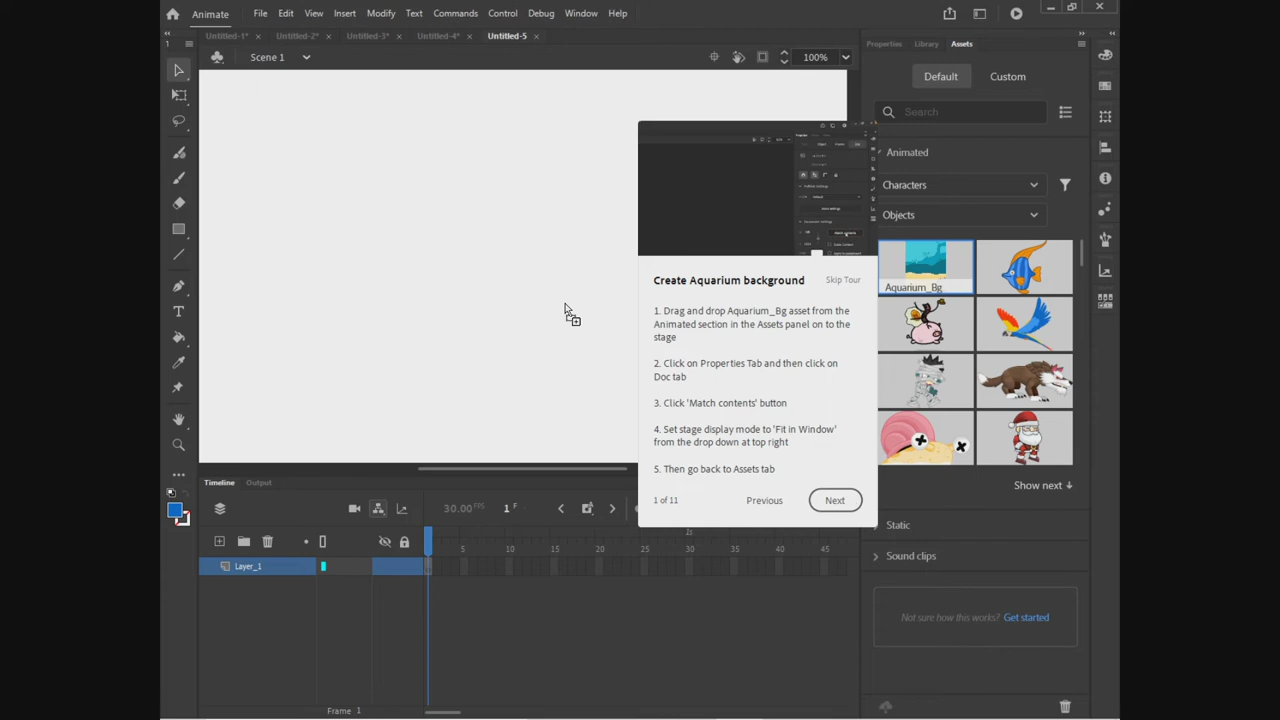 Animate File Edit View Insert Modify Text Commands Control Debug Window Help
Untitled-1* × Untitled-2* × Untitled-3* × Untitled-4* × Untitled-5 ×
Scene 1
100%
1
Properties Library Assets
Default Custom
Search
Animated
Characters
Objects
Aquarium_Bg
Show next
Static
Sound clips
Not sure how this works? Get started
Create Aquarium background
Skip Tour
1. Drag and drop Aquarium_Bg asset from the
Animated section in the Assets panel on to the
stage
2. Click on Properties Tab and then click on
Doc tab
3. Click 'Match contents' button
4. Set stage display mode to 'Fit in Window'
from the drop down at top right
5. Then go back to Assets tab
1 of 11 Previous Next
Timeline Output
30.00 FPS 1 F
1s
5 10 15 20 25 30 35 40 45
Layer_1
Frame 1